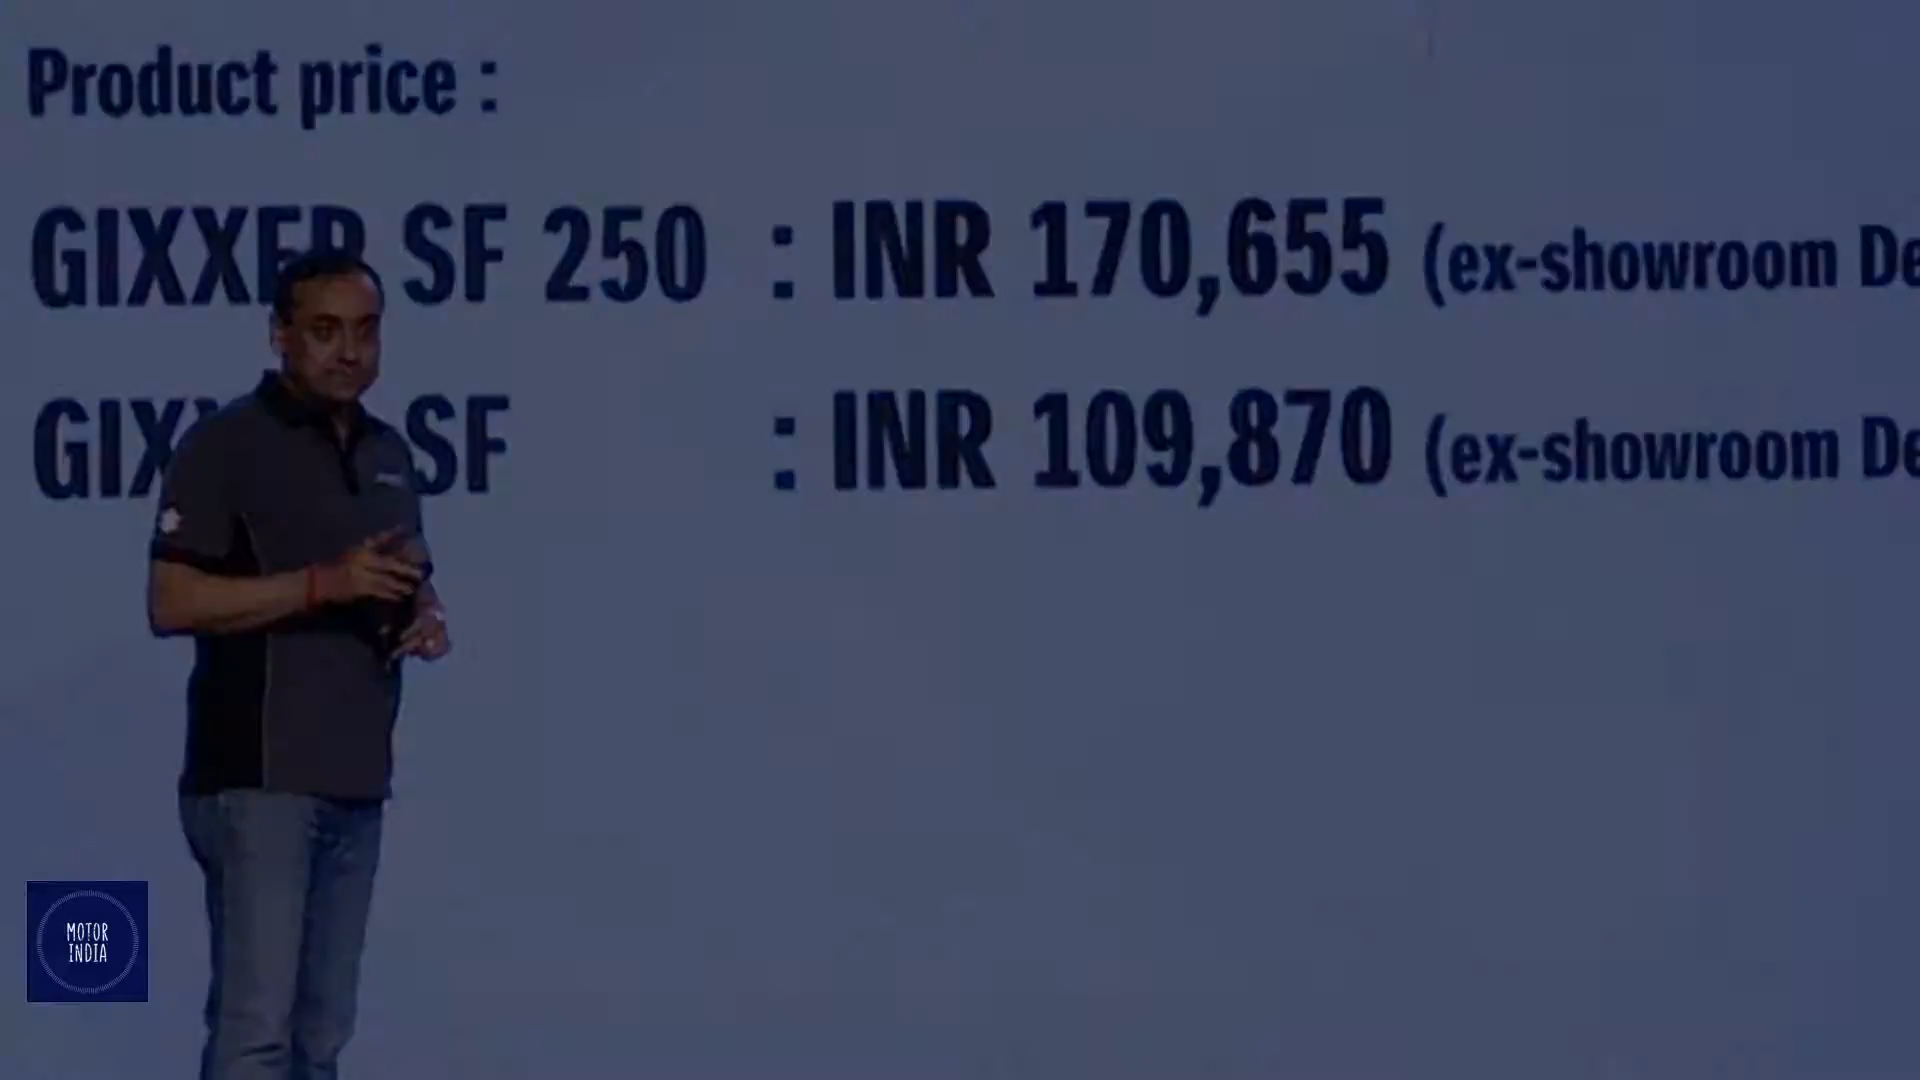 Product price :
GIXXER SF 250 : INR 170,655 (ex-showroom De
GIXX SF : INR 109,870 (ex-showroom De
MOTOR
INDIA